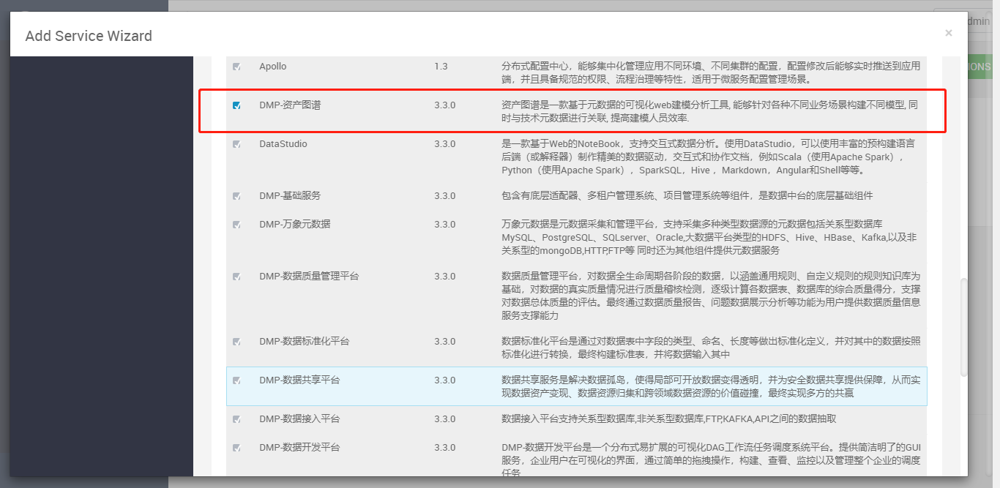 dmin
Add Service Wizard
×
IONS
Apollo 1.3 分布式配置中心，能够集中化管理应用不同环境、不同集群的配置，配置修改后能够实时推送到应用
端，并且具备规范的权限、流程治理等特性，适用于微服务配置管理场景。
DMP-资产图谱 3.3.0 资产图谱是一款基于元数据的可视化web建模分析工具, 能够针对各种不同业务场景构建不同模型, 同
时与技术元数据进行关联, 提高建模人员效率.
DataStudio 3.3.0 是一款基于Web的NoteBook，支持交互式数据分析。使用DataStudio，可以使用丰富的预构建语言
后端（或解释器）制作精美的数据驱动，交互式和协作文档，例如Scala（使用Apache Spark），
Python（使用Apache Spark），SparkSQL，Hive ，Markdown，Angular和Shell等等。
DMP-基础服务 3.3.0 包含有底层适配器、多租户管理系统、项目管理系统等组件，是数据中台的底层基础组件
DMP-万象元数据 3.3.0 万象元数据是元数据采集和管理平台，支持采集多种类型数据源的元数据包括关系型数据库
MySQL、PostgreSQL、SQLserver、Oracle,大数据平台类型的HDFS、Hive、HBase、Kafka,以及非
关系型的mongoDB,HTTP,FTP等 同时还为其他组件提供元数据服务
DMP-数据质量管理平台 3.3.0 数据质量管理平台，对数据全生命周期各阶段的数据，以涵盖通用规则、自定义规则的规则知识库为
基础，对数据的真实质量情况进行质量稽核检测，逐级计算各数据表、数据库的综合质量得分，支撑
对数据总体质量的评估。最终通过数据质量报告、问题数据展示分析等功能为用户提供数据质量信息
服务支撑能力
DMP-数据标准化平台 3.3.0 数据标准化平台是通过对数据表中字段的类型、命名、长度等做出标准化定义，并对其中的数据按照
标准化进行转换，最终构建标准表，并将数据输入其中
DMP-数据共享平台 3.3.0 数据共享服务是解决数据孤岛，使得局部可开放数据变得透明，并为安全数据共享提供保障，从而实
现数据资产变现、数据资源归集和跨领域数据资源的价值碰撞，最终实现多方的共赢
DMP-数据接入平台 3.3.0 数据接入平台支持关系型数据库,非关系型数据库,FTP,KAFKA,API之间的数据抽取
DMP-数据开发平台 3.3.0 DMP-数据开发平台是一个分布式易扩展的可视化DAG工作流任务调度系统平台。提供简洁明了的GUI
服务，企业用户在可视化的界面，通过简单的拖拽操作，构建、查看、监控以及管理整个企业的调度
任务